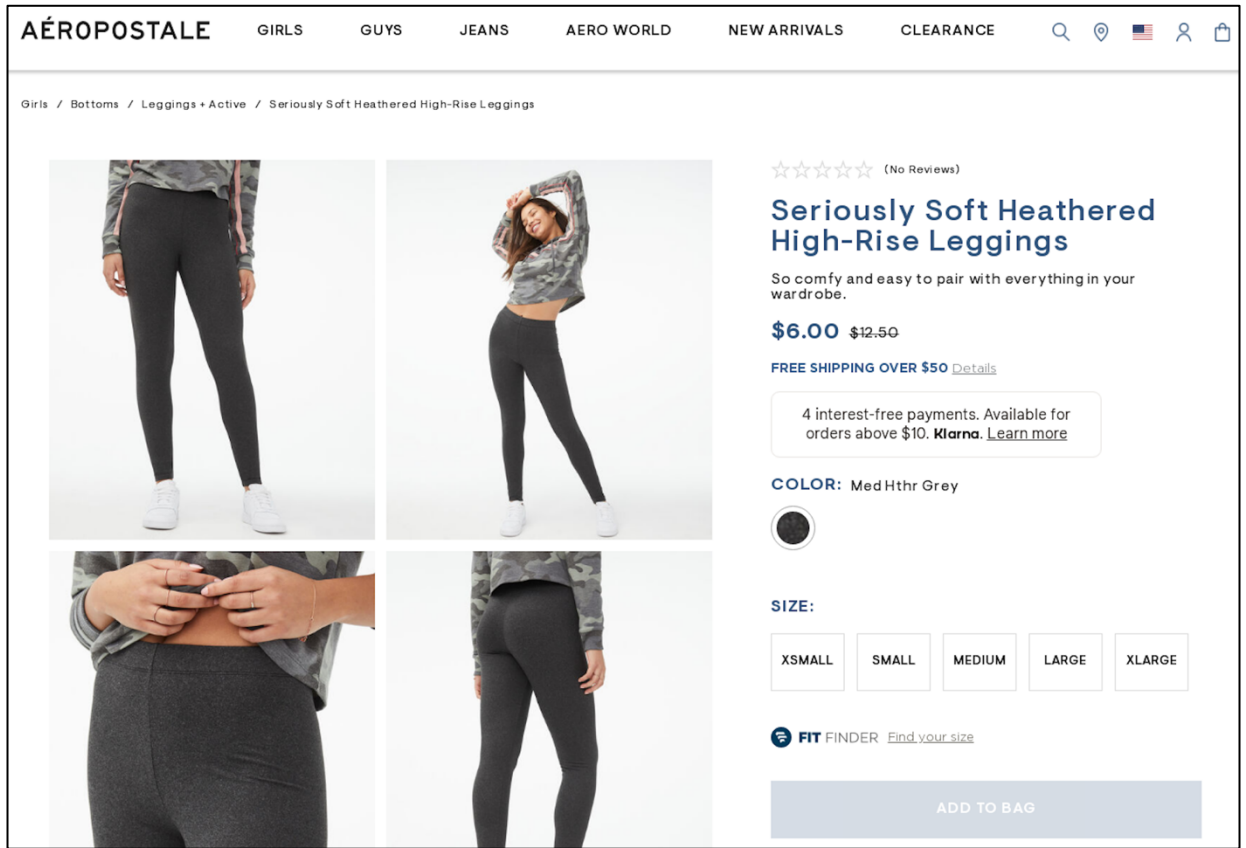 AÉROPOSTALE GIRLS GUYS JEANS AERO WORLD NEW ARRIVALS CLEARANCE
Girls / Bottoms / Leggings + Active / Seriously Soft Heathered High-Rise Leggings
(No Reviews)
Seriously Soft Heathered
High-Rise Leggings
So comfy and easy to pair with everything in your
wardrobe.
$6.00 $12.50
FREE SHIPPING OVER $50 Details
4 interest-free payments. Available for
orders above $10. Klarna. Learn more
COLOR: Med Hthr Grey
SIZE:
XSMALL SMALL MEDIUM LARGE XLARGE
FIT FINDER Find your size
ADD TO BAG